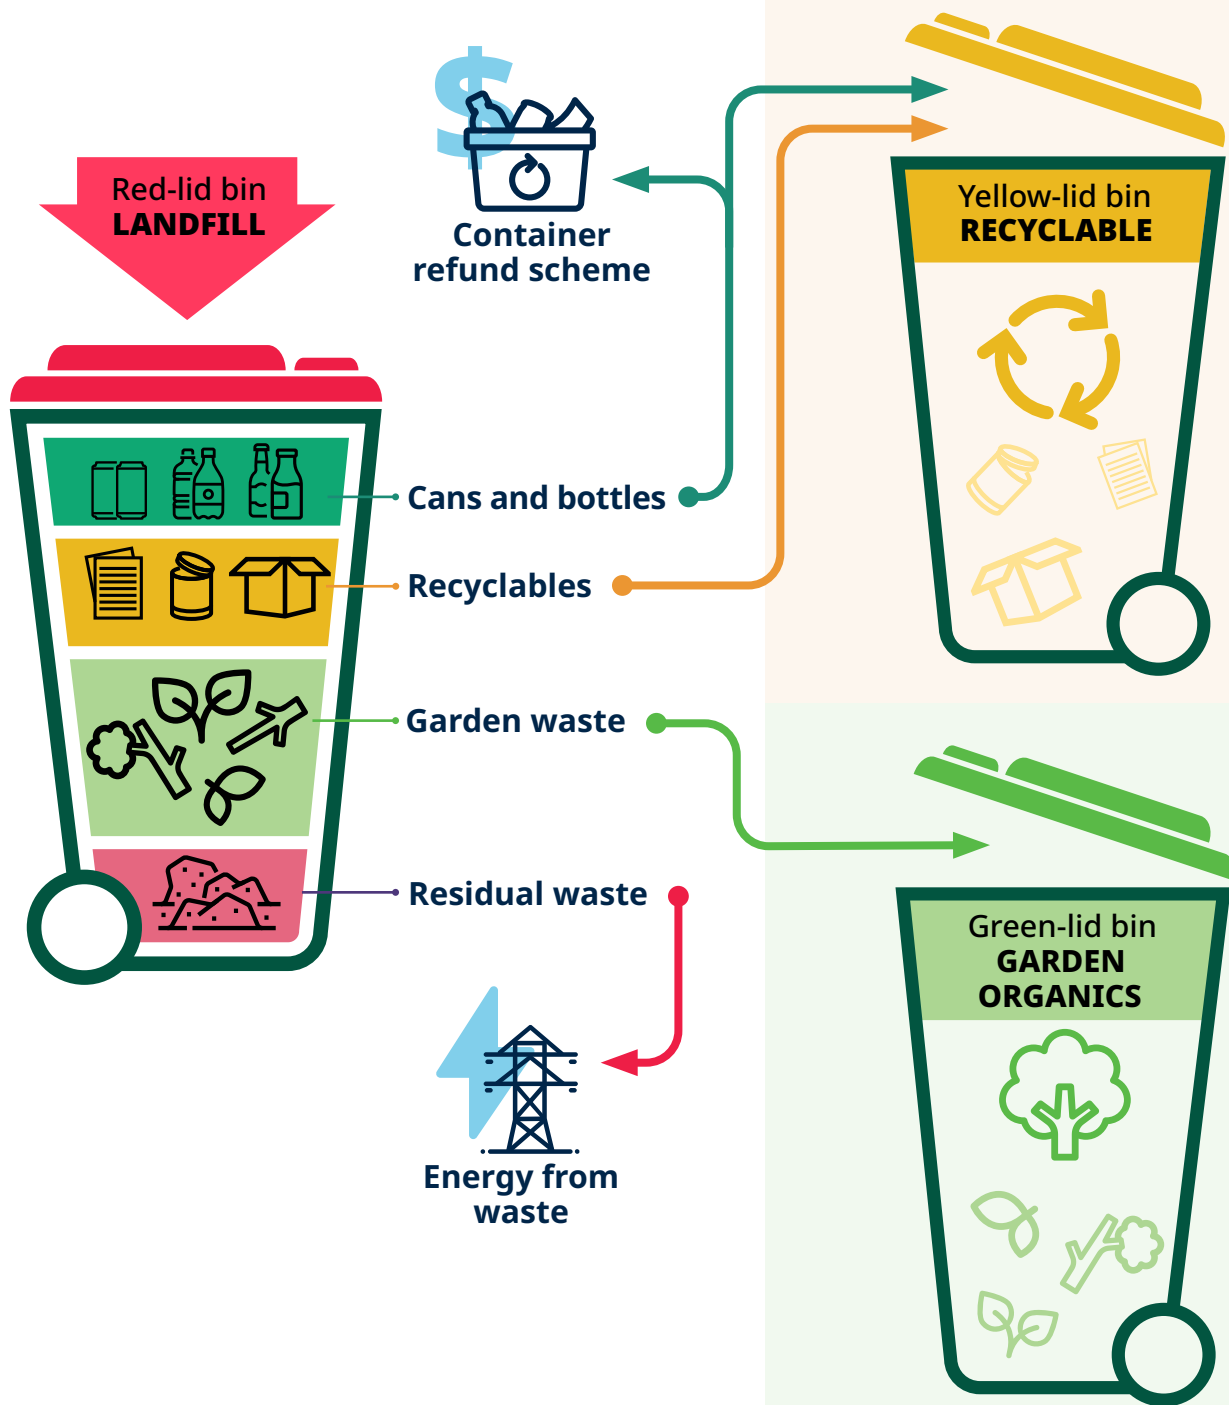 Red-lid bin
LANDFILL
$
Container
refund scheme
Yellow-lid bin
RECYCLABLE
Cans and bottles
Recyclables
Garden waste
Residual waste
Energy from
waste
Green-lid bin
GARDEN
ORGANICS